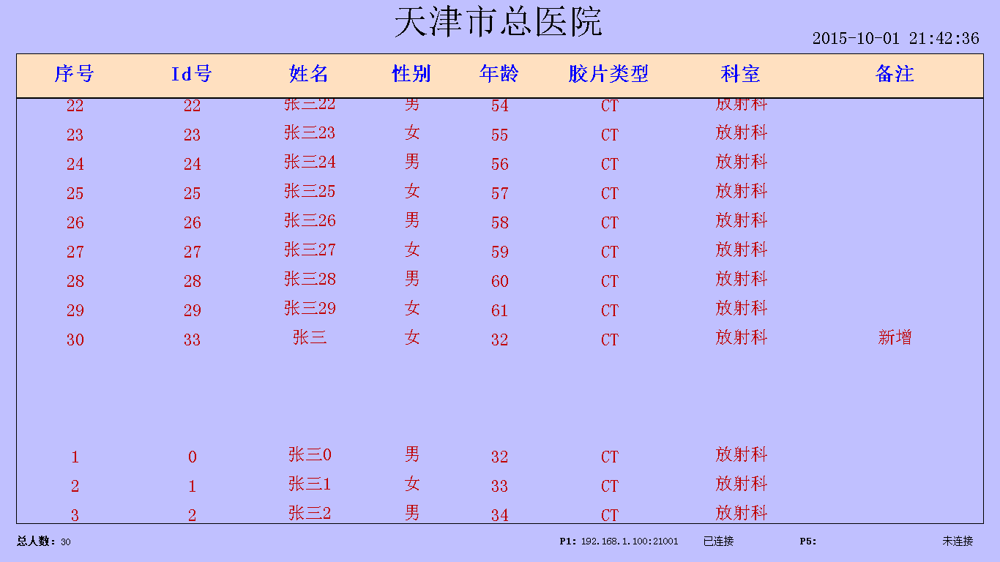 天津市总医院
2015-10-01 21:42:36
序号 Id号 姓名 性别 年龄 胶片类型 科室 备注
22 22 张三22 男 54 CT 放射科
23 23 张三23 女 55 CT 放射科
24 24 张三24 男 56 CT 放射科
25 25 张三25 女 57 CT 放射科
26 26 张三26 男 58 CT 放射科
27 27 张三27 女 59 CT 放射科
28 28 张三28 男 60 CT 放射科
29 29 张三29 女 61 CT 放射科
30 33 张三 女 32 CT 放射科 新增
1 0 张三0 男 32 CT 放射科
2 1 张三1 女 33 CT 放射科
3 2 张三2 男 34 CT 放射科
总人数: 30 P1: 192.168.1.100:21001 已连接 P5: 未连接